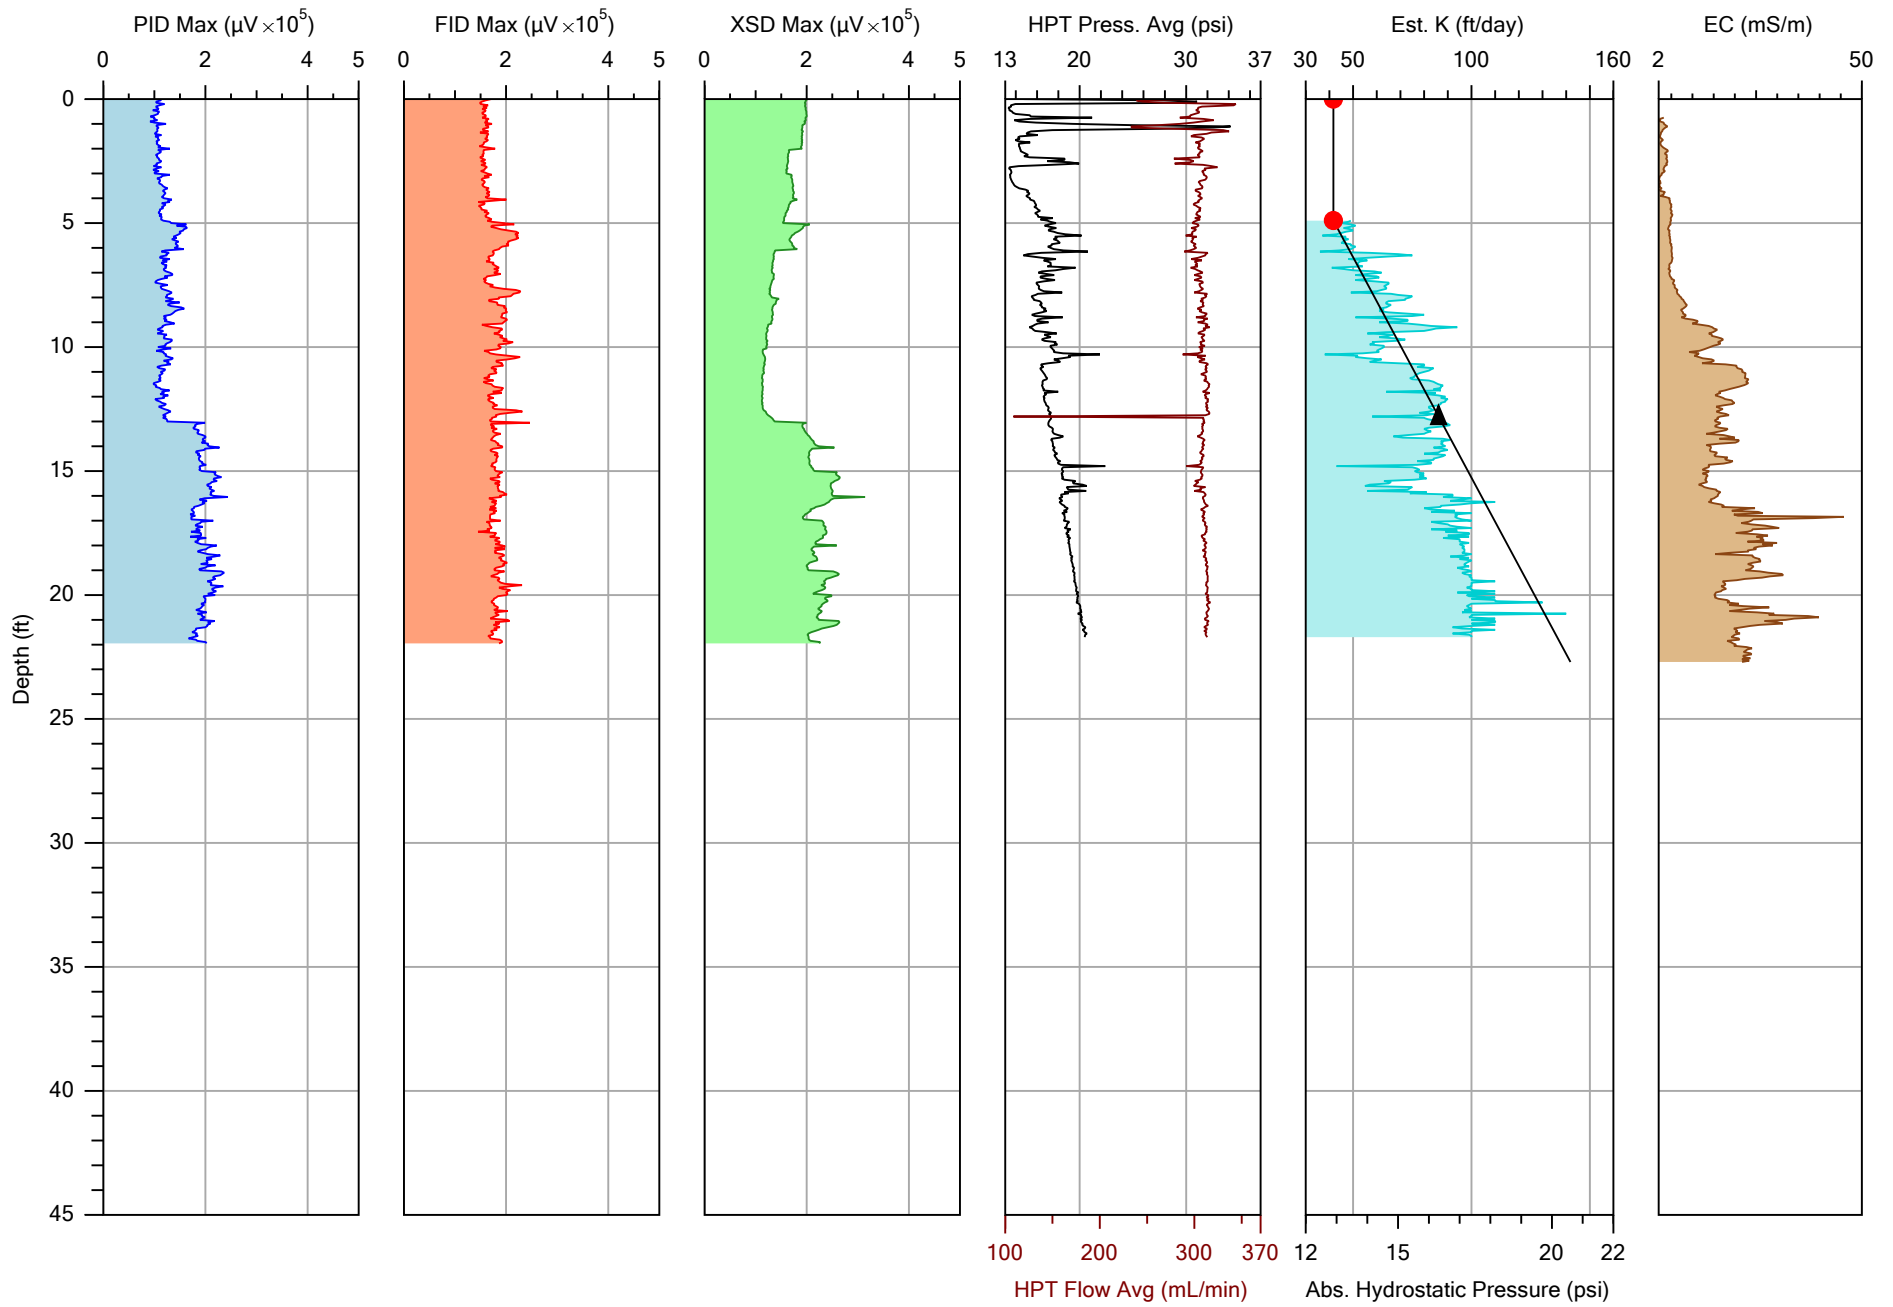 PID Max (µV ×10⁵) FID Max (µV ×10⁵) XSD Max (µV ×10⁵) HPT Press. Avg (psi) Est. K (ft/day) EC (mS/m)
0 2 4 5 0 2 4 5 0 2 4 5 13 20 30 37 30 50 100 160 2 50
0
5
10
15
20
25
30
35
40
45
Depth (ft)
100 200 300 370 12 15 20 22
HPT Flow Avg (mL/min) Abs. Hydrostatic Pressure (psi)